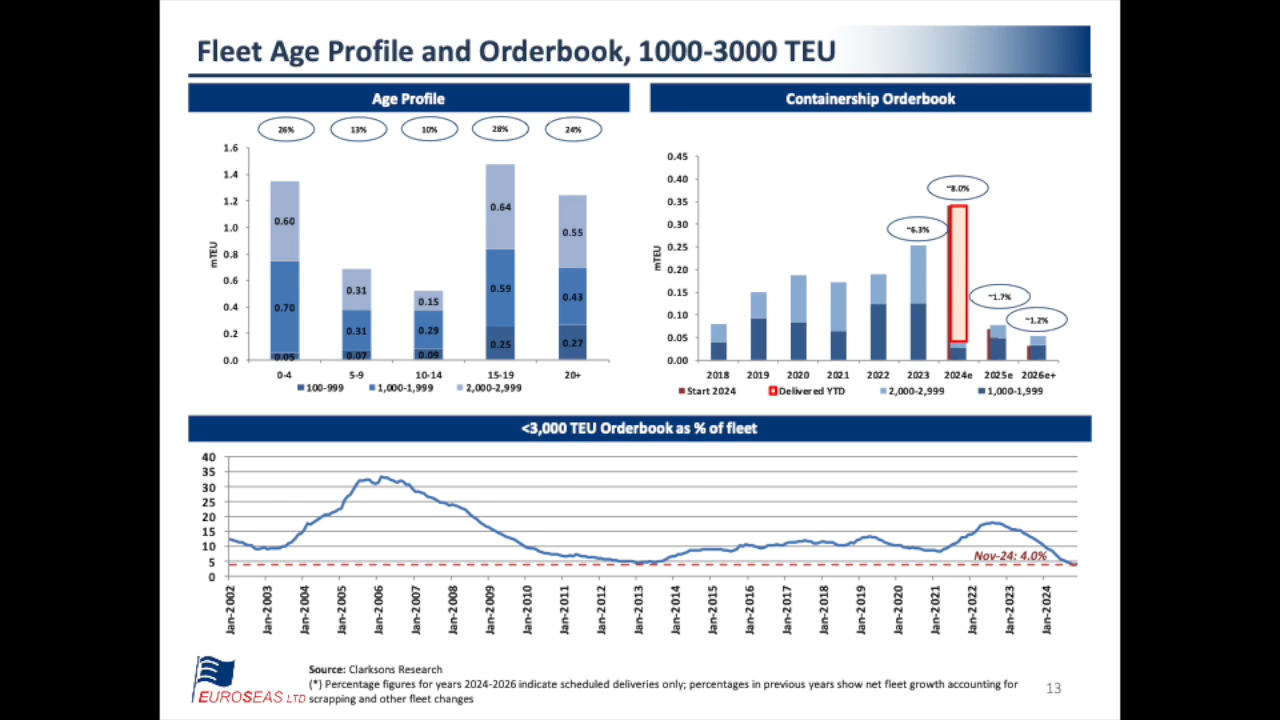 Fleet Age Profile and Orderbook, 1000-3000 TEU
Age Profile
26% 13% 10% 28% 24%
mTEU
1.6
1.4
1.2
1.0
0.8
0.6
0.4
0.2
0.0
0.60
0.70
0.05
0.31
0.31
0.07
0.15
0.29
0.09
0.64
0.59
0.25
0.55
0.43
0.27
0-4 5-9 10-14 15-19 20+
100-999 1,000-1,999 2,000-2,999
Containership Orderbook
mTEU
0.45
0.40
0.35
0.30
0.25
0.20
0.15
0.10
0.05
0.00
~6.3%
~8.0%
~1.7%
~1.2%
2018 2019 2020 2021 2022 2023 2024e 2025e 2026e+
Start 2024 Delivered YTD 2,000-2,999 1,000-1,999
<3,000 TEU Orderbook as % of fleet
40
35
30
25
20
15
10
5
0
Nov-24: 4.0%
Jan-2002 Jan-2003 Jan-2004 Jan-2005 Jan-2006 Jan-2007 Jan-2008 Jan-2009 Jan-2010 Jan-2011 Jan-2012 Jan-2013 Jan-2014 Jan-2015 Jan-2016 Jan-2017 Jan-2018 Jan-2019 Jan-2020 Jan-2021 Jan-2022 Jan-2023 Jan-2024
EUROSEAS LTD
Source: Clarksons Research
(*) Percentage figures for years 2024-2026 indicate scheduled deliveries only; percentages in previous years show net fleet growth accounting for
scrapping and other fleet changes
13